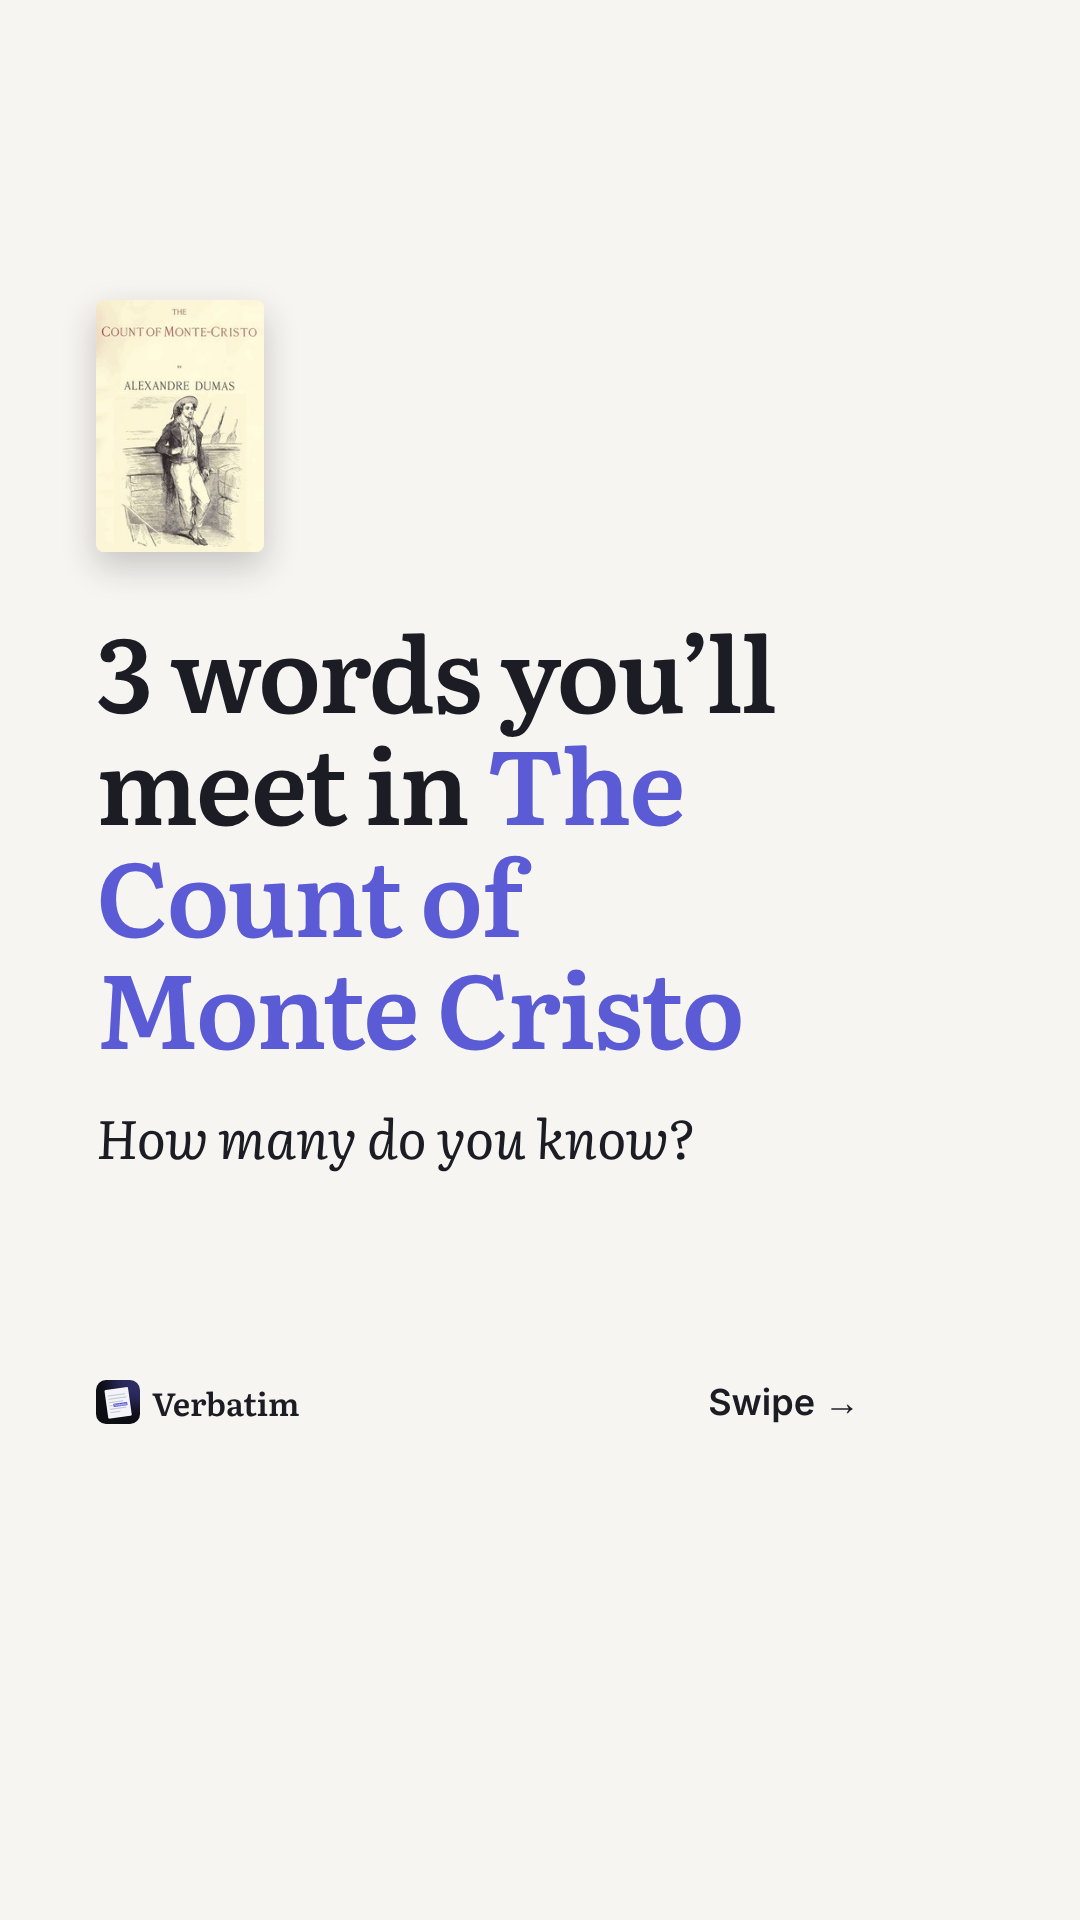 THE
COUNT OF MONTE-CRISTO
BY
ALEXANDRE DUMAS
3 words you’ll
meet in The
Count of
Monte Cristo
How many do you know?
Verbatim
Swipe →